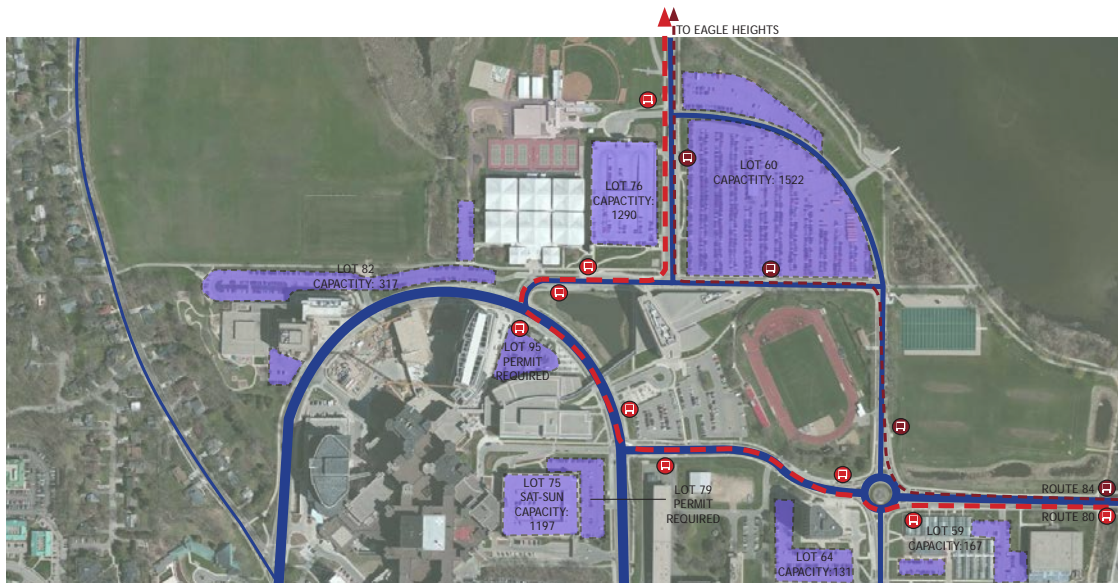 TO EAGLE HEIGHTS
LOT 60
CAPACTITY: 1522
LOT 76
CAPACTITY:
1290
LOT 82
CAPACITY: 317
LOT 95
PERMIT
REQUIRED
LOT 75
SAT-SUN
CAPACITY:
1197
LOT 79
PERMIT
REQUIRED
ROUTE 84
ROUTE 80
LOT 59
CAPACITY:167
LOT 64
CAPACITY:131